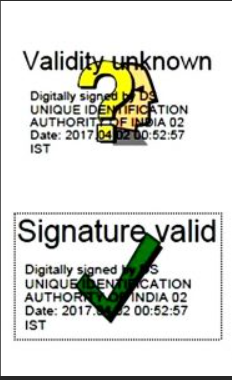 Validity unknown
Digitally signed by DS
UNIQUE IDENTIFICATION
AUTHORITY OF INDIA 02
Date: 2017.04.02 00:52:57
IST
Signature valid
Digitally signed by DS
UNIQUE IDENTIFICATION
AUTHORITY OF INDIA 02
Date: 2017.04.02 00:52:57
IST